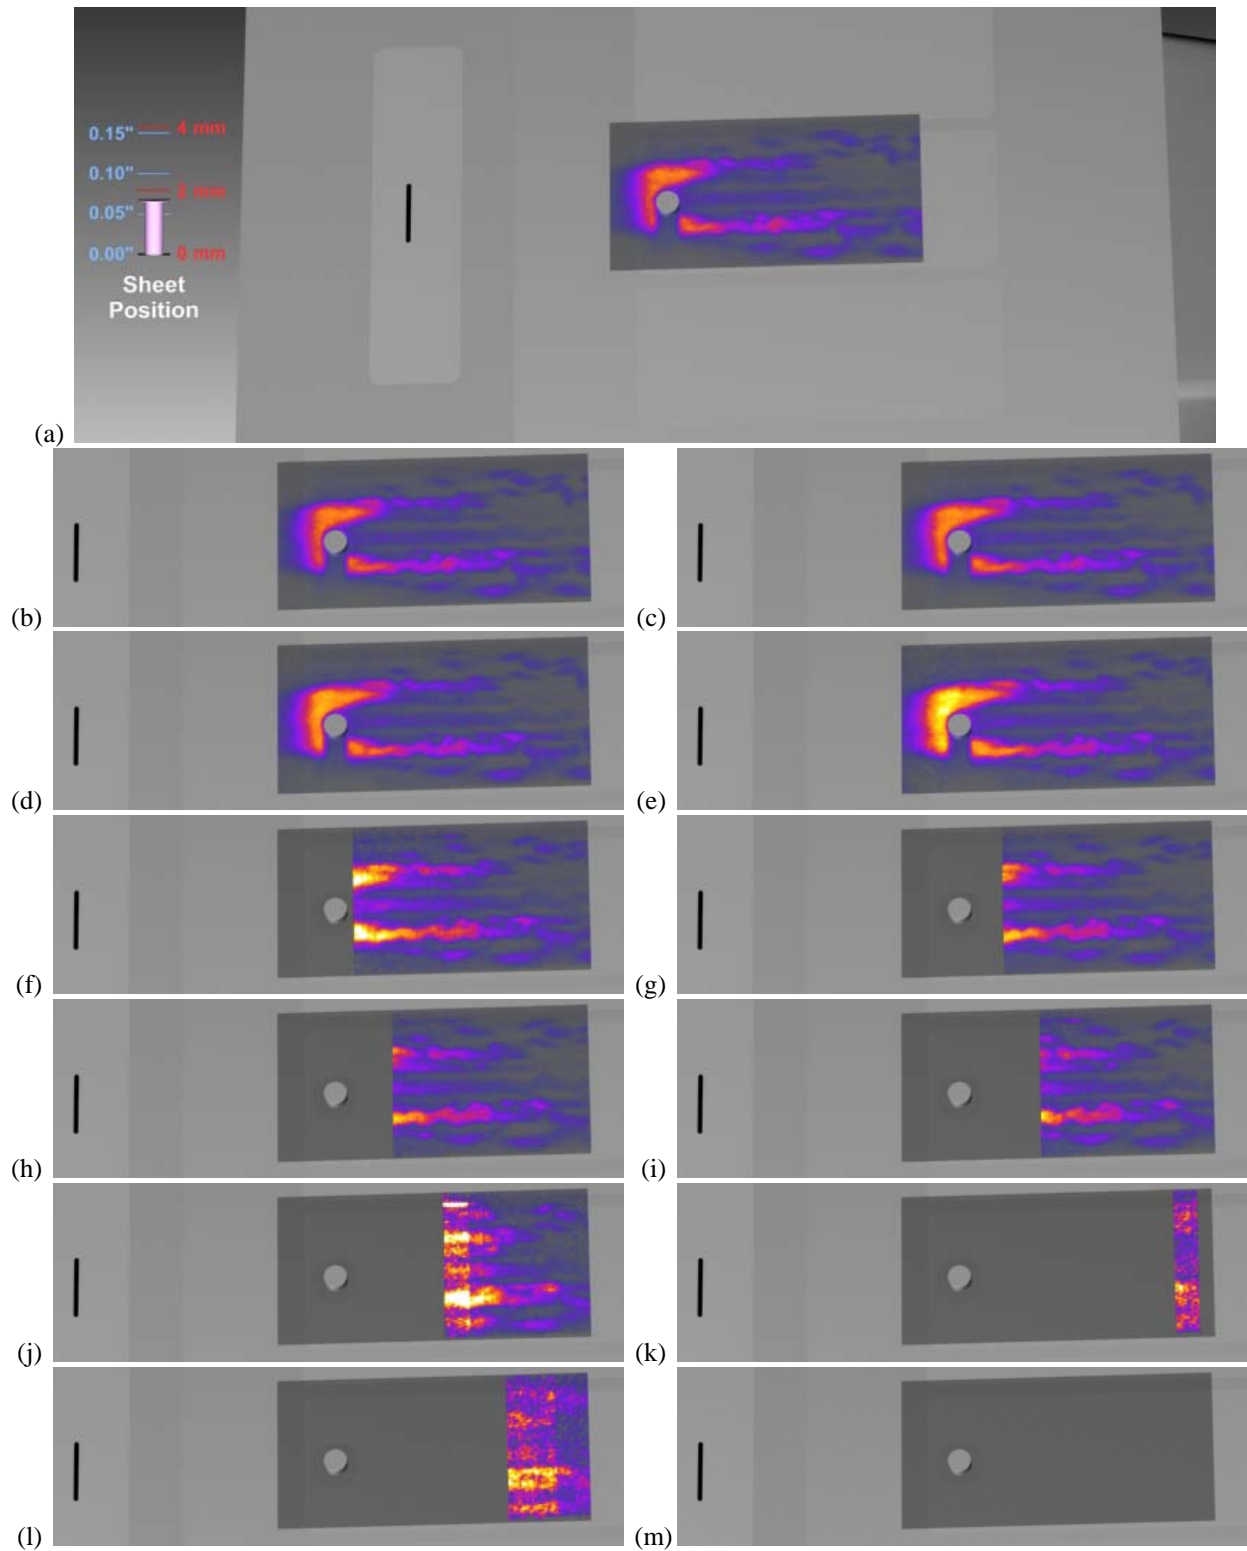 0.15" 4 mm
0.10"
2 mm
0.05"
0.00" 0 mm
Sheet
Position
(a)
(b) (c)
(d) (e)
(f) (g)
(h) (i)
(j) (k)
(l) (m)